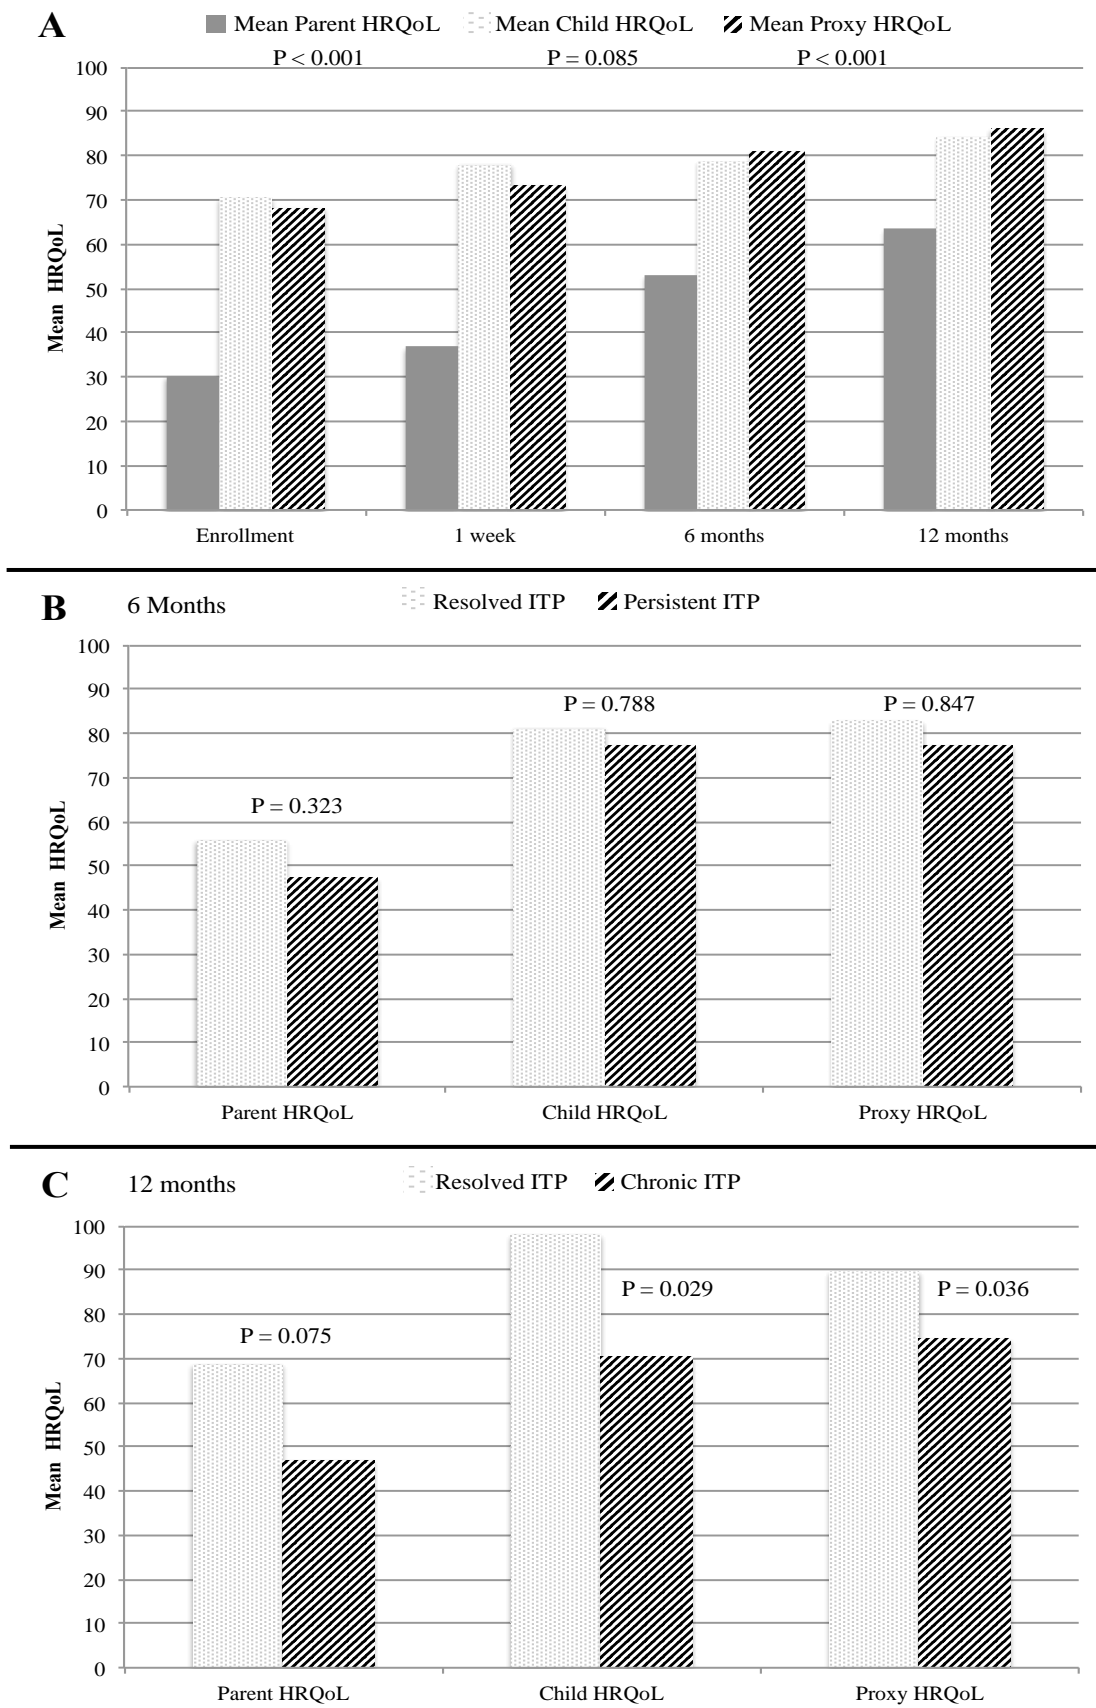 A
Mean Parent HRQoL Mean Child HRQoL Mean Proxy HRQoL
P < 0.001 P = 0.085 P < 0.001
100
90
80
70
60
50
40
30
20
10
0
Mean HRQoL
Enrollment 1 week 6 months 12 months
B
6 Months
Resolved ITP Persistent ITP
100
90
80
70
60
50
40
30
20
10
0
Mean HRQoL
P = 0.323
P = 0.788
P = 0.847
Parent HRQoL Child HRQoL Proxy HRQoL
C
12 months
Resolved ITP Chronic ITP
100
90
80
70
60
50
40
30
20
10
0
Mean HRQoL
P = 0.075
P = 0.029
P = 0.036
Parent HRQoL Child HRQoL Proxy HRQoL